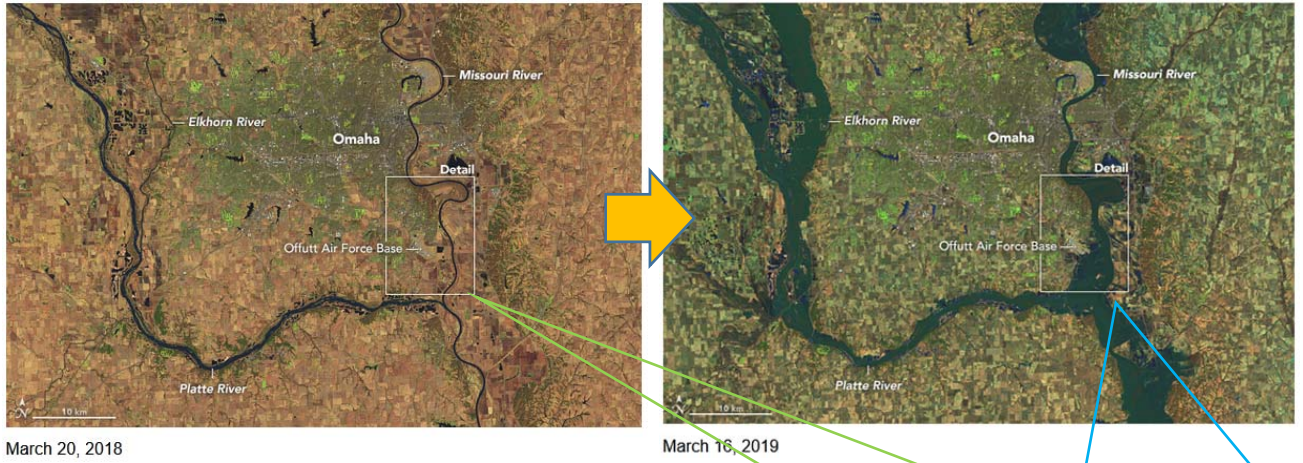 Missouri River
Elkhorn River
Omaha
Detail
Offutt Air Force Base
Platte River
N
10 km
March 20, 2018
Missouri River
Elkhorn River
Omaha
Detail
Offutt Air Force Base
Platte River
N
10 km
March 16, 2019